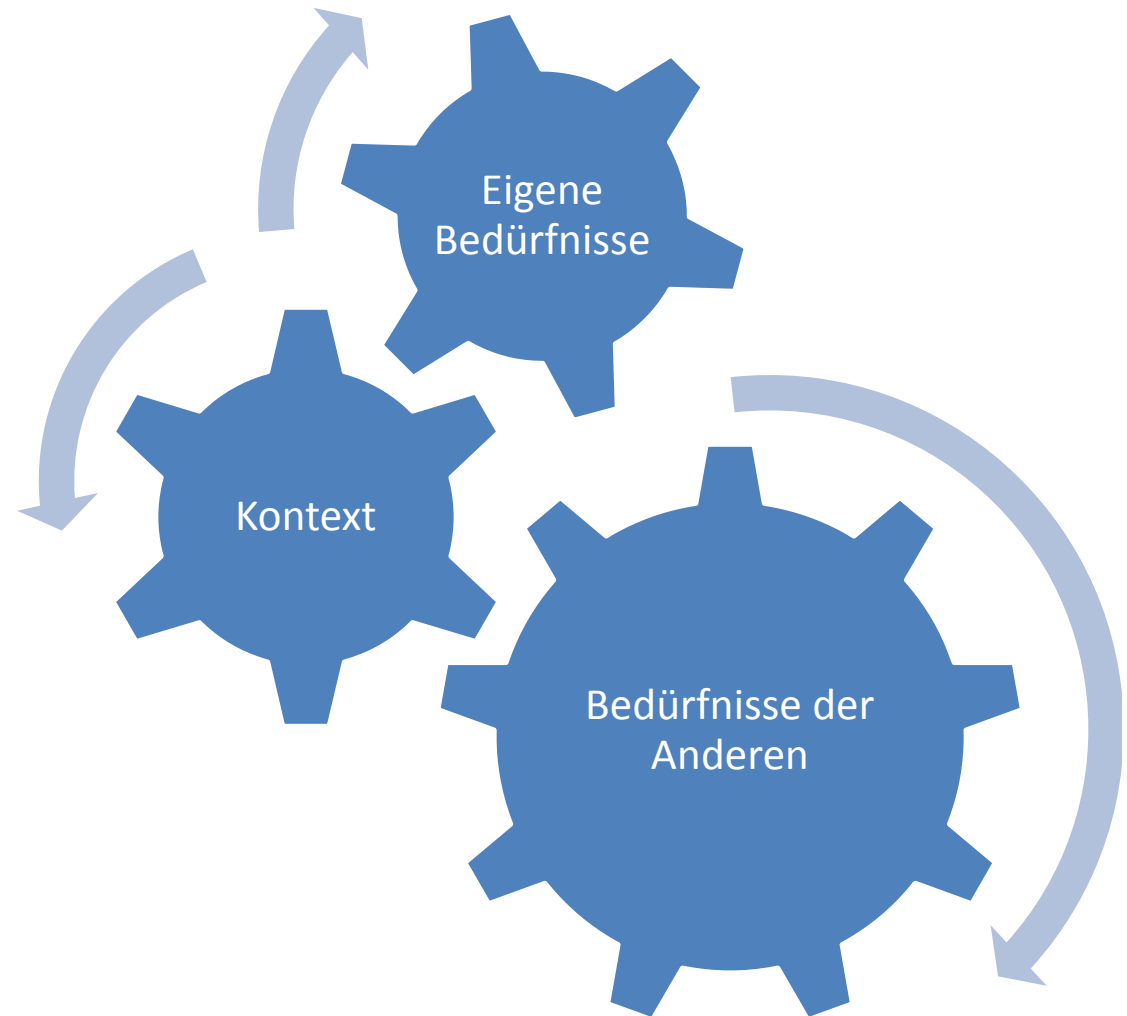 Eigene
Bedürfnisse
Kontext
Bedürfnisse der
Anderen